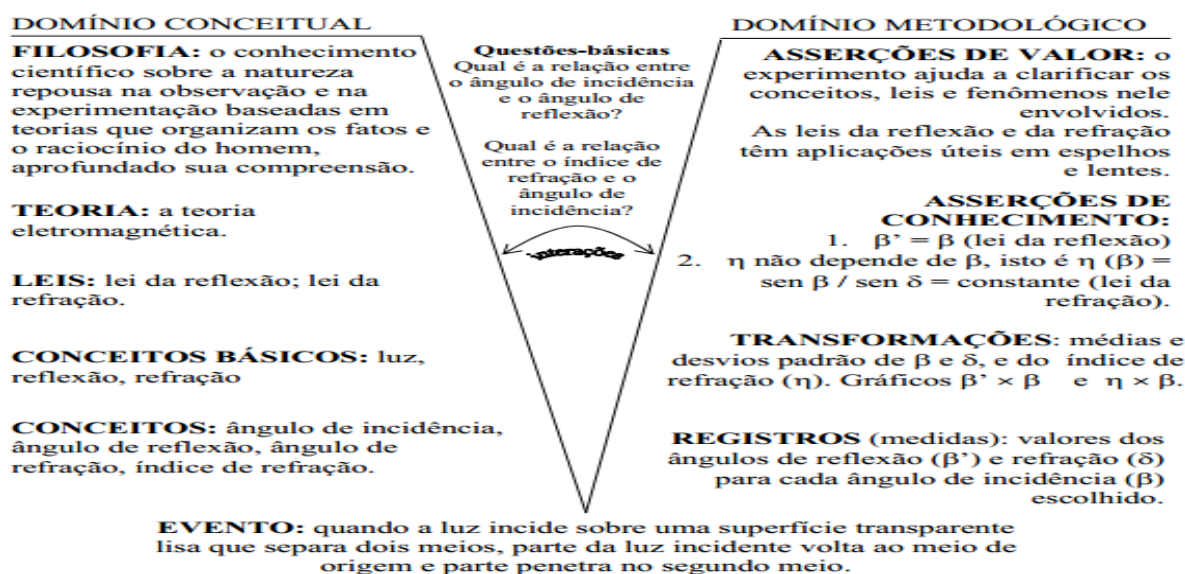 DOMÍNIO CONCEITUAL
FILOSOFIA: o conhecimento
científico sobre a natureza
repousa na observação e na
experimentação baseadas em
teorias que organizam os fatos e
o raciocínio do homem,
aprofundado sua compreensão.
TEORIA: a teoria
eletromagnética.
LEIS: lei da reflexão; lei da
refração.
CONCEITOS BÁSICOS: luz,
reflexão, refração
CONCEITOS: ângulo de incidência,
ângulo de reflexão, ângulo de
refração, índice de refração.
Questões-básicas
Qual é a relação entre
o ângulo de incidência
e o ângulo de
reflexão?
Qual é a relação
entre o índice de
refração e o
ângulo de
incidência?
interações
DOMÍNIO METODOLÓGICO
ASSERÇÕES DE VALOR: o
experimento ajuda a clarificar os
conceitos, leis e fenômenos nele
envolvidos.
As leis da reflexão e da refração
têm aplicações úteis em espelhos
e lentes.
ASSERÇÕES DE
CONHECIMENTO:
1. β’ = β (lei da reflexão)
2. η não depende de β, isto é η (β) =
sen β / sen δ = constante (lei da
refração).
TRANSFORMAÇÕES: médias e
desvios padrão de β e δ, e do índice de
refração (η). Gráficos β’ × β e η × β.
REGISTROS (medidas): valores dos
ângulos de reflexão (β’) e refração (δ)
para cada ângulo de incidência (β)
escolhido.
EVENTO: quando a luz incide sobre uma superfície transparente
lisa que separa dois meios, parte da luz incidente volta ao meio de
origem e parte penetra no segundo meio.